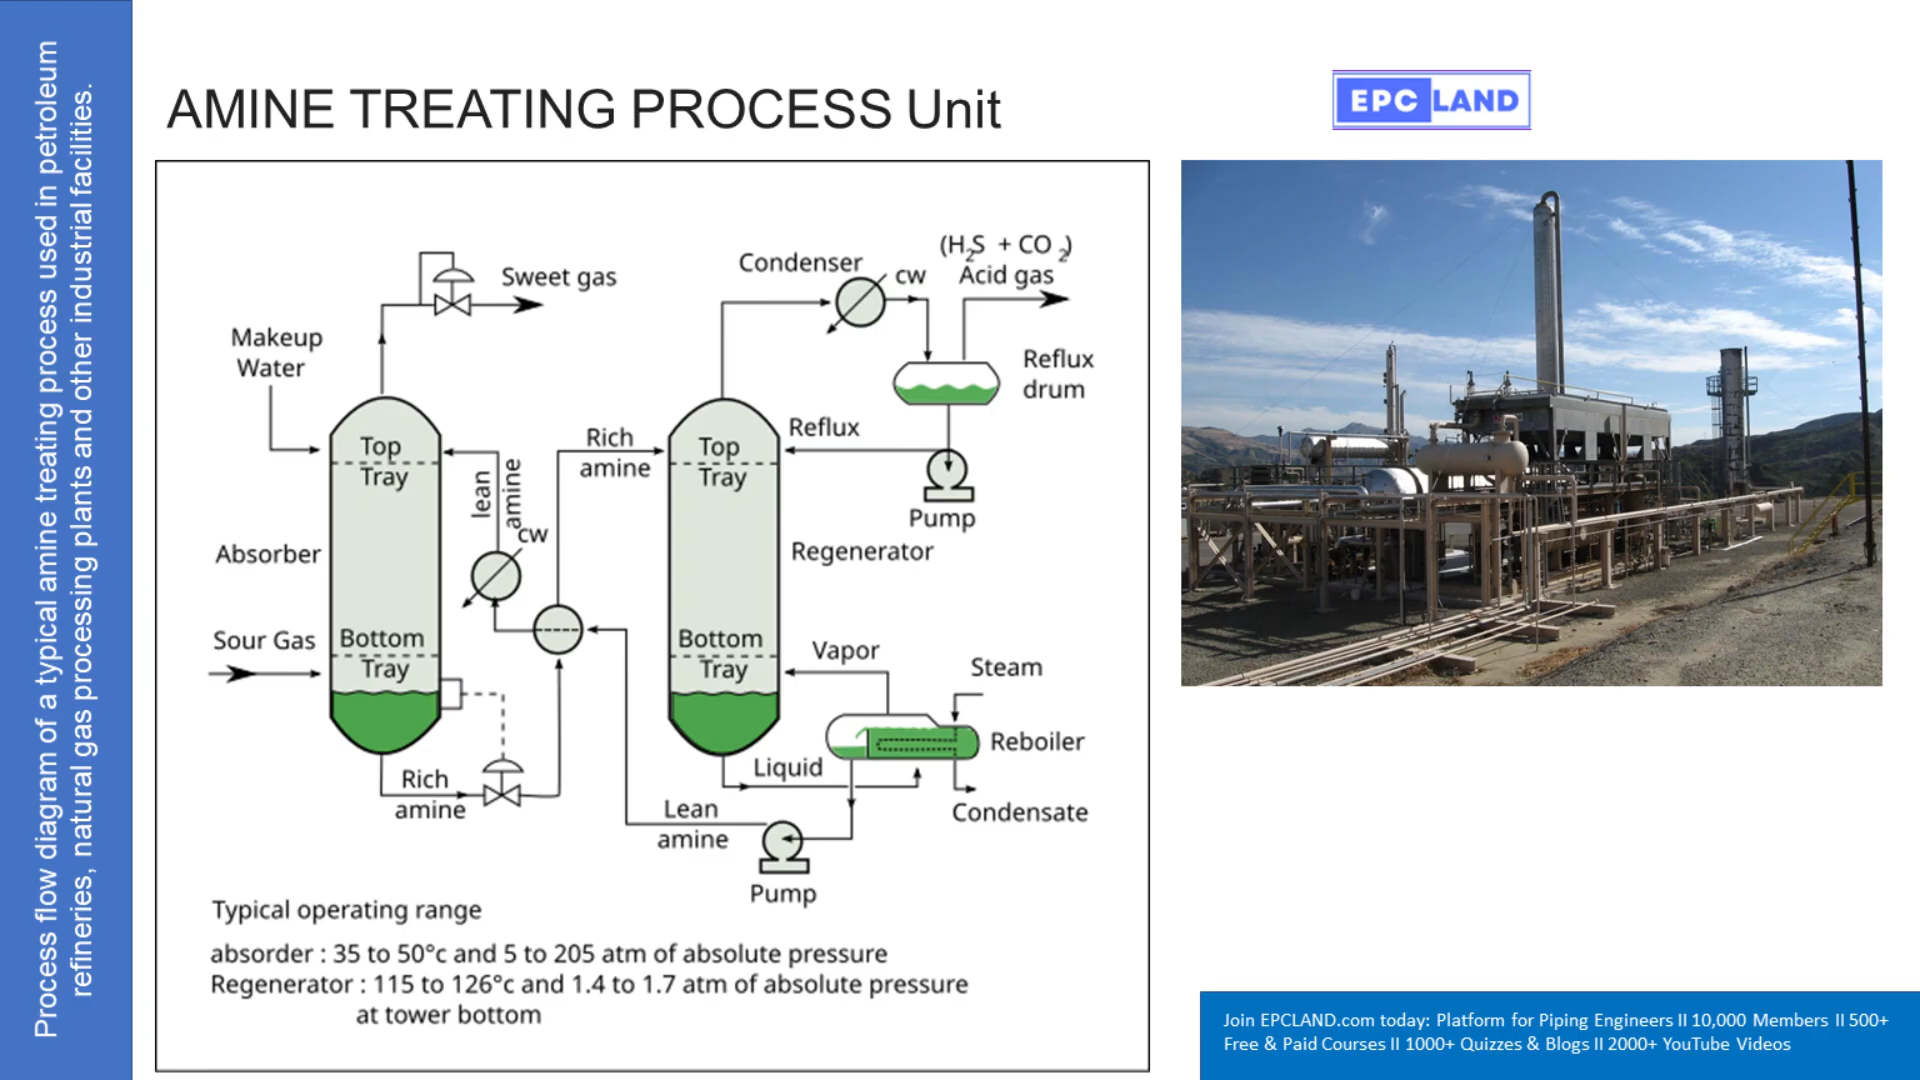 Process flow diagram of a typical amine treating process used in petroleum
refineries, natural gas processing plants and other industrial facilities.
AMINE TREATING PROCESS Unit
EPC LAND
(H2S + CO2)
Acid gas
Condenser
cw
Sweet gas
Makeup
Water
Reflux
drum
Top
Tray
lean
amine
cw
Rich
amine
Top
Tray
Reflux
Pump
Absorber
Regenerator
Sour Gas
Bottom
Tray
Bottom
Tray
Vapor
Steam
Reboiler
Liquid
Condensate
Rich
amine
Lean
amine
Pump
Typical operating range
absorder : 35 to 50°c and 5 to 205 atm of absolute pressure
Regenerator : 115 to 126°c and 1.4 to 1.7 atm of absolute pressure
at tower bottom
Join EPCLAND.com today: Platform for Piping Engineers II 10,000 Members II 500+
Free & Paid Courses II 1000+ Quizzes & Blogs II 2000+ YouTube Videos